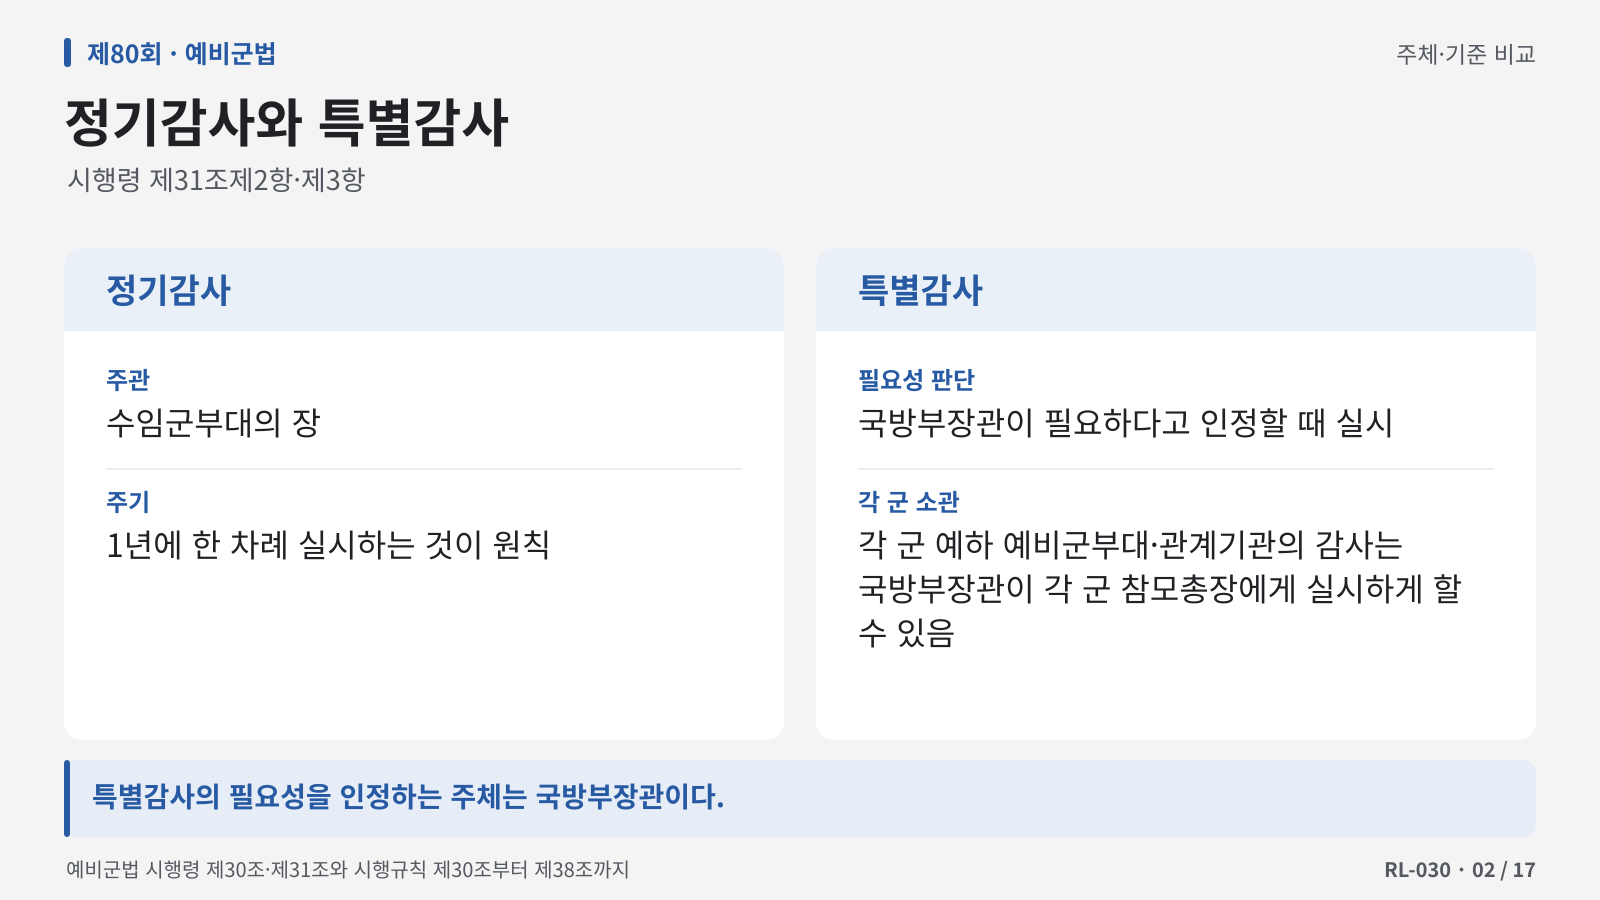 제80회 · 예비군법
주체·기준 비교
정기감사와 특별감사
시행령 제31조제2항·제3항
정기감사
주관
수임군부대의 장
주기
1년에 한 차례 실시하는 것이 원칙
특별감사
필요성 판단
국방부장관이 필요하다고 인정할 때 실시
각 군 소관
각 군 예하 예비군부대·관계기관의 감사는
국방부장관이 각 군 참모총장에게 실시하게 할
수 있음
특별감사의 필요성을 인정하는 주체는 국방부장관이다.
예비군법 시행령 제30조·제31조와 시행규칙 제30조부터 제38조까지
RL-030 · 02 / 17